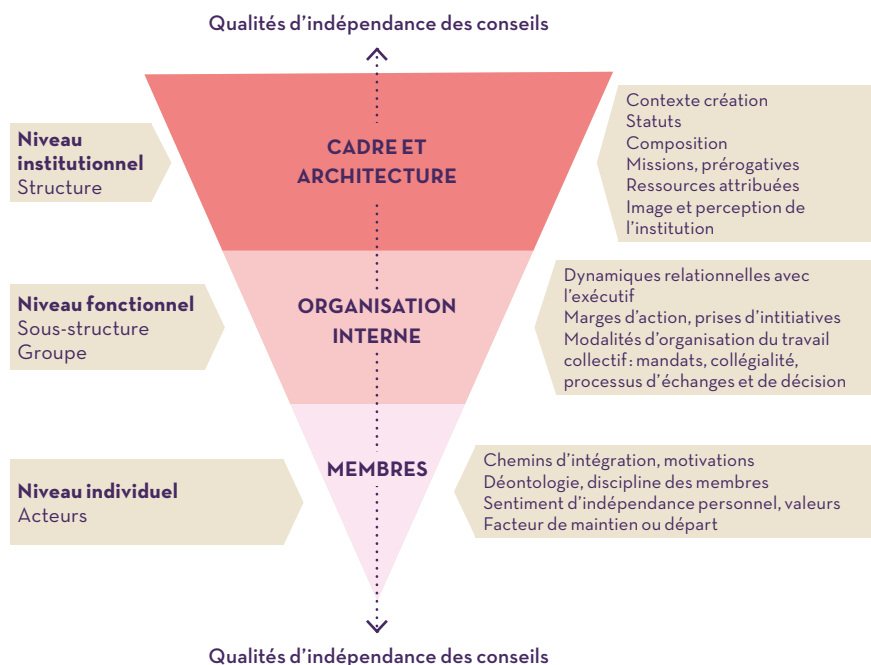 Qualités d’indépendance des conseils
Niveau
institutionnel
Structure
CADRE ET
ARCHITECTURE
Contexte création
Statuts
Composition
Missions, prérogatives
Ressources attribuées
Image et perception de
l’institution
Niveau fonctionnel
Sous-structure
Groupe
ORGANISATION
INTERNE
Dynamiques relationnelles avec
l’exécutif
Marges d’action, prises d’intitiatives
Modalités d’organisation du travail
collectif : mandats, collégialité,
processus d’échanges et de décision
Niveau individuel
Acteurs
MEMBRES
Chemins d’intégration, motivations
Déontologie, discipline des membres
Sentiment d’indépendance personnel, valeurs
Facteur de maintien ou départ
Qualités d’indépendance des conseils